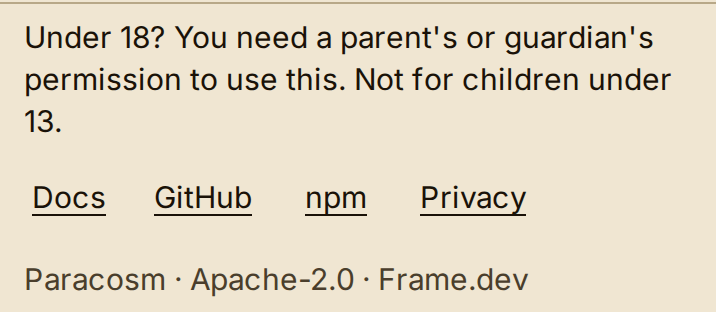 Under 18? You need a parent's or guardian's
permission to use this. Not for children under
13.
Docs GitHub npm Privacy
Paracosm · Apache-2.0 · Frame.dev